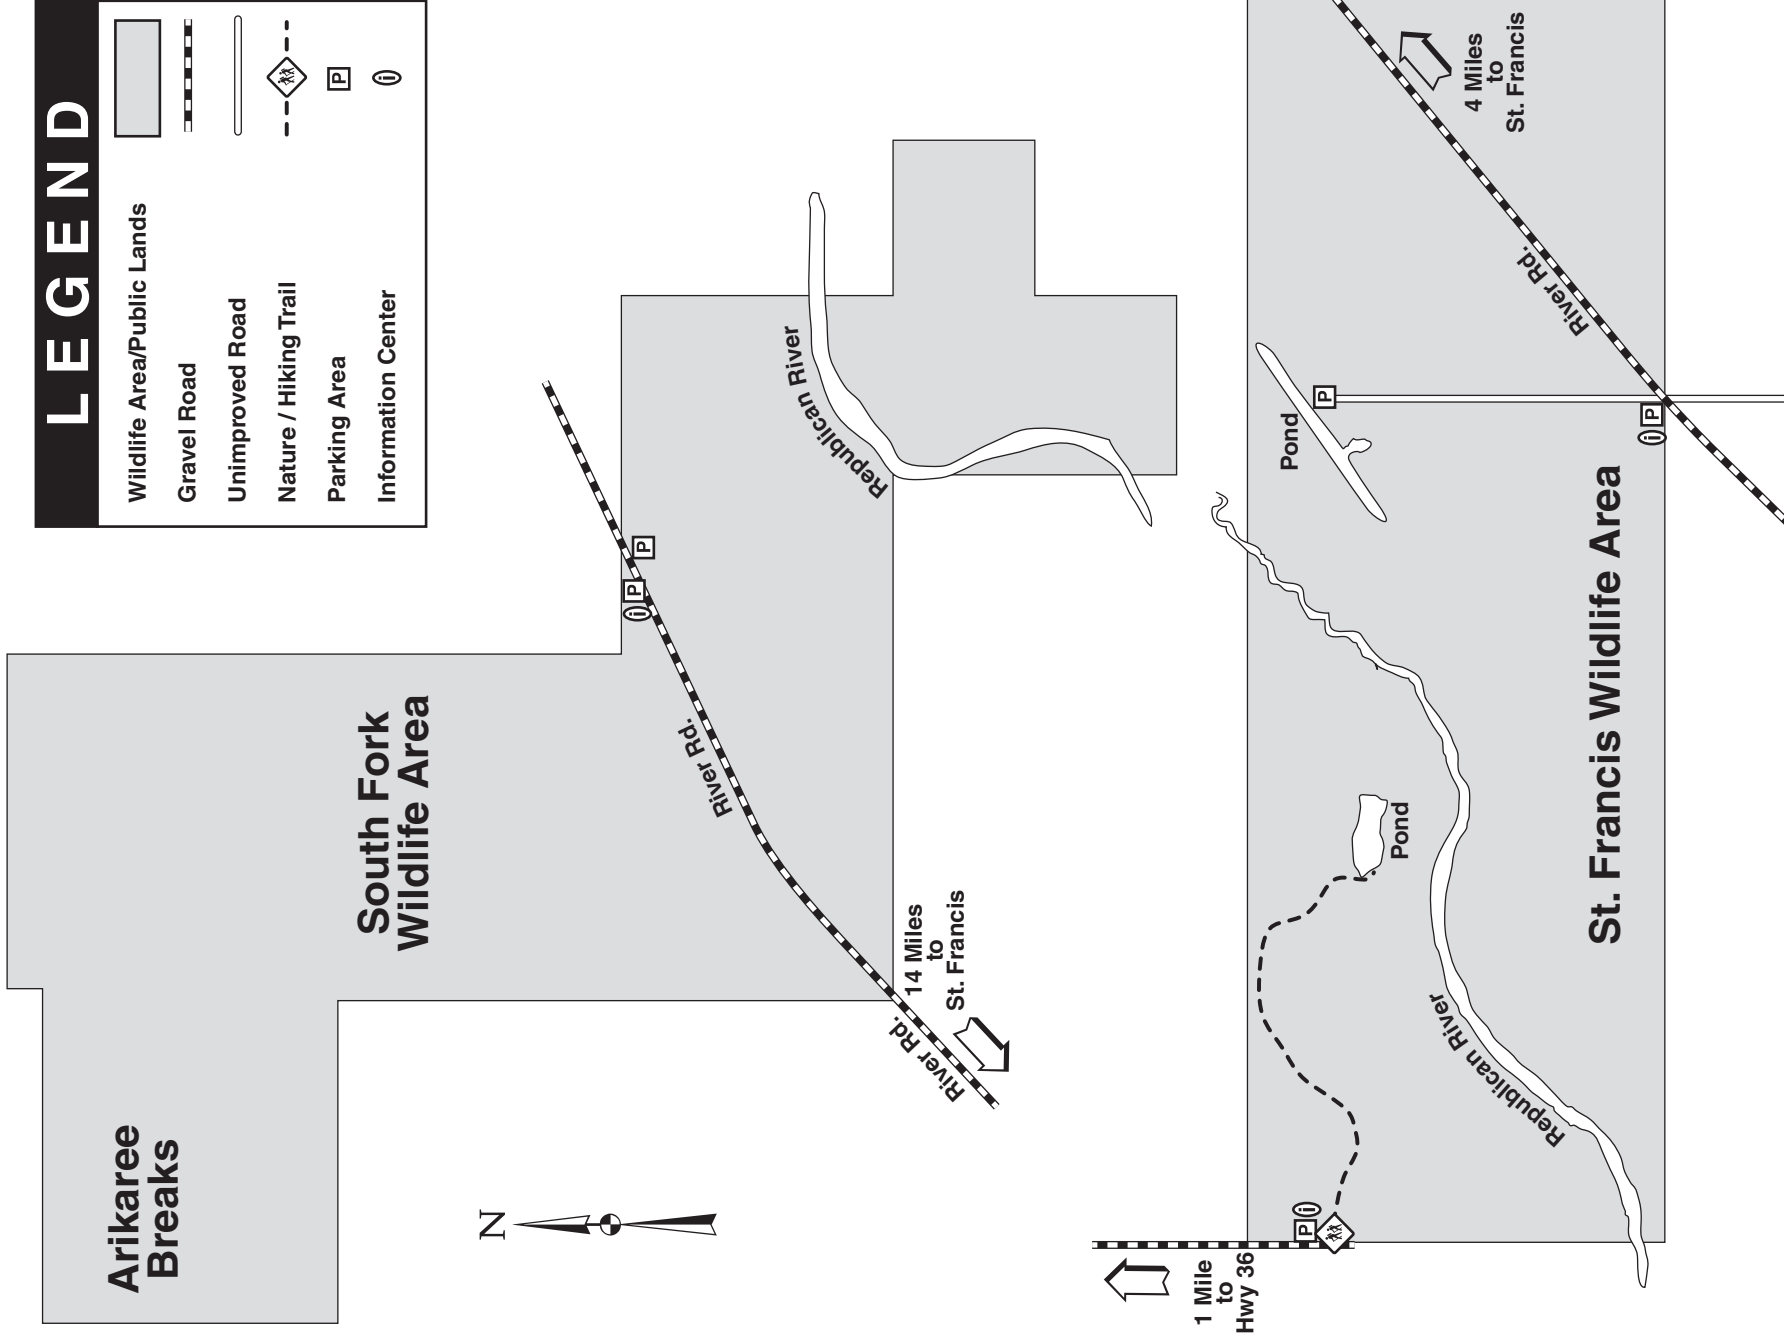 LEGEND
Wildlife Area/Public Lands
Gravel Road
Unimproved Road
Nature / Hiking Trail
Parking Area
P
Information Center
i
Arikaree
Breaks
South Fork
Wildlife Area
River Rd.
i P
P
Republican River
River Rd.
14 Miles
to
St. Francis
N
1 Mile
to
Hwy 36
P i
Pond
Republican River
St. Francis Wildlife Area
Pond
P
i P
River Rd.
4 Miles
to
St. Francis